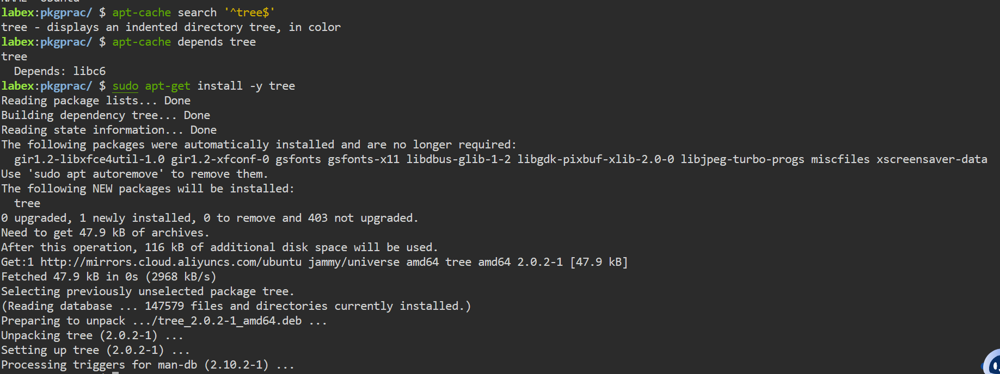 labex:pkgprac/ $ apt-cache search '^tree$'
tree - displays an indented directory tree, in color
labex:pkgprac/ $ apt-cache depends tree
tree
  Depends: libc6
labex:pkgprac/ $ sudo apt-get install -y tree
Reading package lists... Done
Building dependency tree... Done
Reading state information... Done
The following packages were automatically installed and are no longer required:
  gir1.2-libxfce4util-1.0 gir1.2-xfconf-0 gsfonts gsfonts-x11 libdbus-glib-1-2 libgdk-pixbuf-xlib-2.0-0 libjpeg-turbo-progs miscfiles xscreensaver-data
Use 'sudo apt autoremove' to remove them.
The following NEW packages will be installed:
  tree
0 upgraded, 1 newly installed, 0 to remove and 403 not upgraded.
Need to get 47.9 kB of archives.
After this operation, 116 kB of additional disk space will be used.
Get:1 http://mirrors.cloud.aliyuncs.com/ubuntu jammy/universe amd64 tree amd64 2.0.2-1 [47.9 kB]
Fetched 47.9 kB in 0s (2968 kB/s)
Selecting previously unselected package tree.
(Reading database ... 147579 files and directories currently installed.)
Preparing to unpack .../tree_2.0.2-1_amd64.deb ...
Unpacking tree (2.0.2-1) ...
Setting up tree (2.0.2-1) ...
Processing triggers for man-db (2.10.2-1) ...